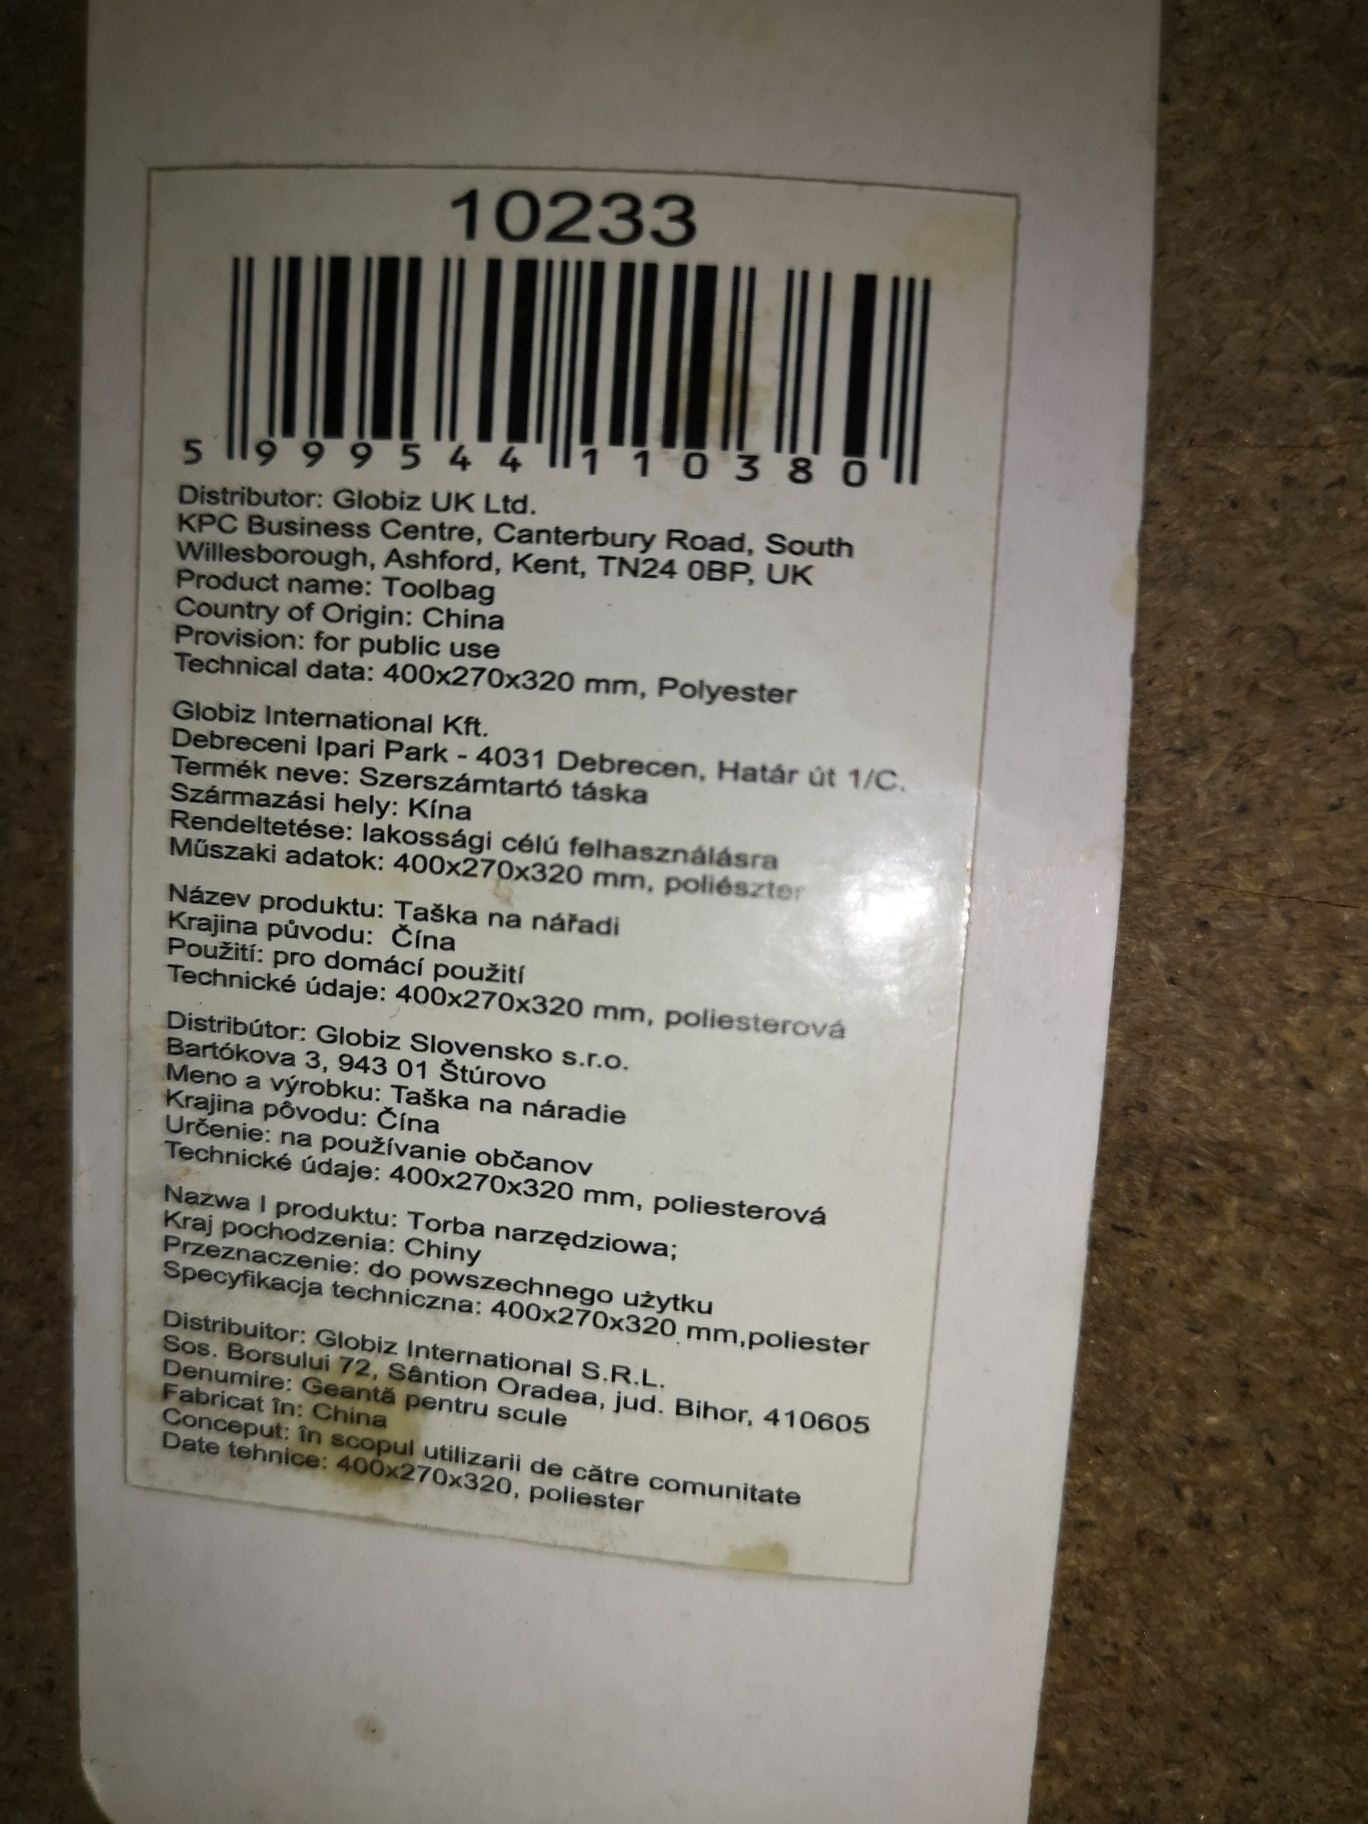 10233
5 999544 110380
Distributor: Globiz UK Ltd.
KPC Business Centre, Canterbury Road, South
Willesborough, Ashford, Kent, TN24 0BP, UK
Product name: Toolbag
Country of Origin: China
Provision: for public use
Technical data: 400x270x320 mm, Polyester
Globiz International Kft.
Debreceni Ipari Park - 4031 Debrecen, Határ út 1/C.
Termék neve: Szerszámtartó táska
Származási hely: Kína
Rendeltetése: lakossági célú felhasználásra
Műszaki adatok: 400x270x320 mm, poliészter
Název produktu: Taška na nářadi
Krajina původu: Čína
Použití: pro domácí použití
Technické údaje: 400x270x320 mm, poliesterová
Distribútor: Globiz Slovensko s.r.o.
Bartókova 3, 943 01 Štúrovo
Meno a výrobku: Taška na náradie
Krajina pôvodu: Čína
Určenie: na používanie občanov
Technické údaje: 400x270x320 mm, poliesterová
Nazwa I produktu: Torba narzędziowa;
Kraj pochodzenia: Chiny
Przeznaczenie: do powszechnego użytku
Specyfikacja techniczna: 400x270x320 mm,poliester
Distribuitor: Globiz International S.R.L.
Sos. Borsului 72, Sântion Oradea, jud. Bihor, 410605
Denumire: Geantă pentru scule
Fabricat în: China
Conceput: în scopul utilizarii de către comunitate
Date tehnice: 400x270x320, poliester